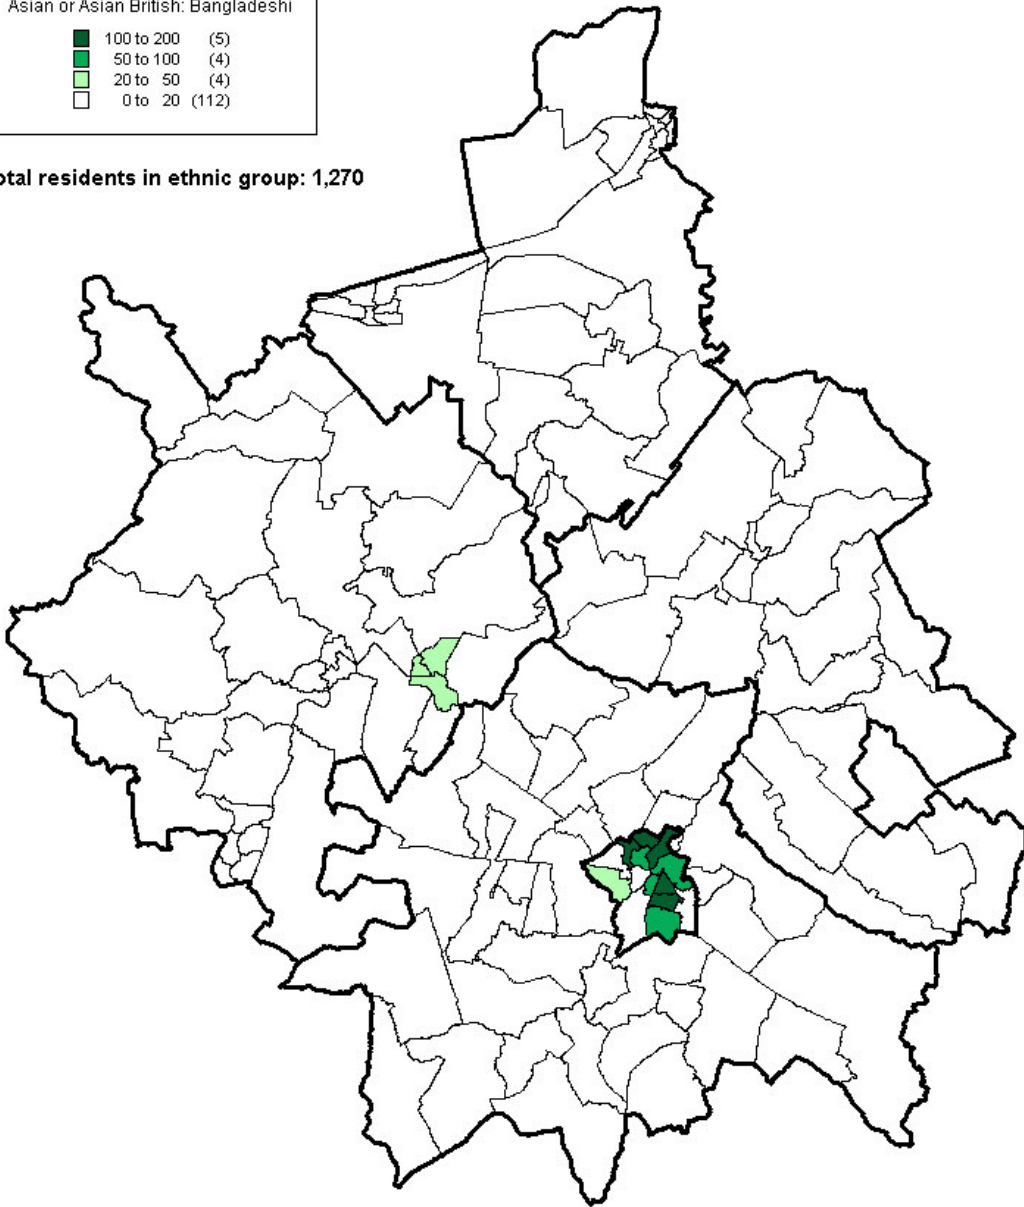 Asian or Asian British: Bangladeshi
100 to 200 (5)
50 to 100 (4)
20 to 50 (4)
0 to 20 (112)
otal residents in ethnic group: 1,270